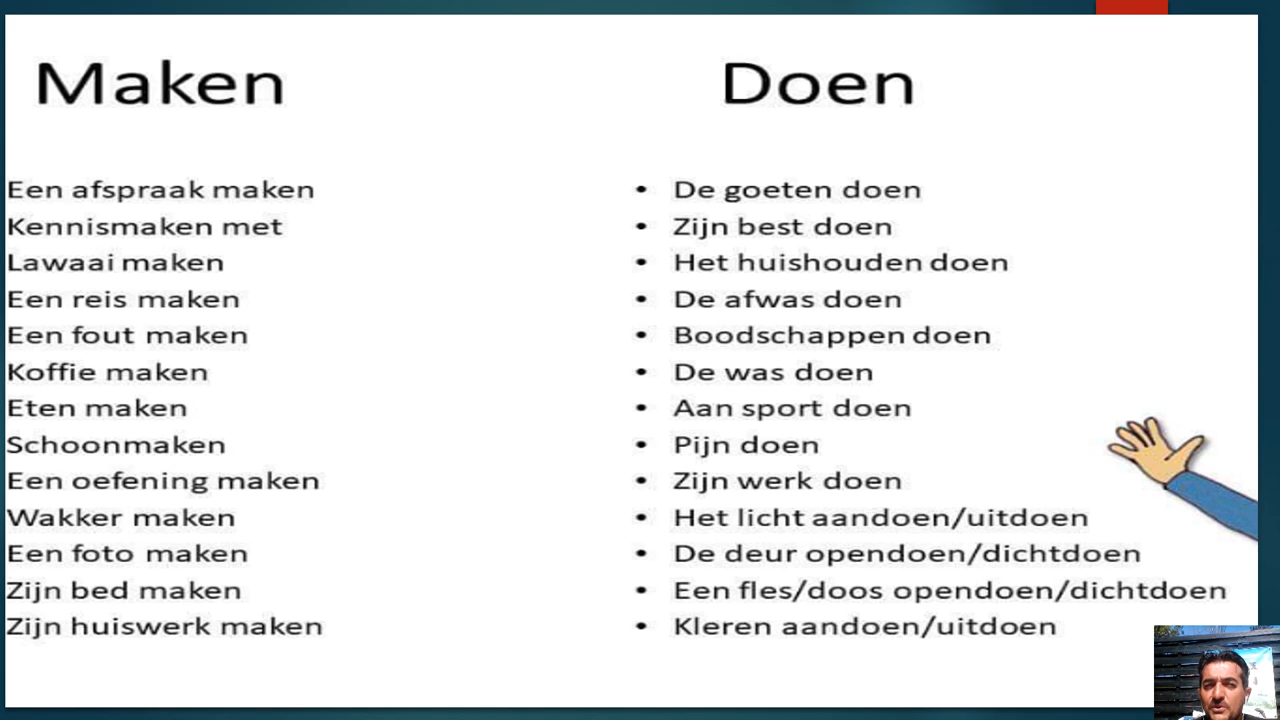 Maken
Een afspraak maken
Kennismaken met
Lawaai maken
Een reis maken
Een fout maken
Koffie maken
Eten maken
Schoonmaken
Een oefening maken
Wakker maken
Een foto maken
Zijn bed maken
Zijn huiswerk maken
Doen
• De goeten doen
• Zijn best doen
• Het huishouden doen
• De afwas doen
• Boodschappen doen
• De was doen
• Aan sport doen
• Pijn doen
• Zijn werk doen
• Het licht aandoen/uitdoen
• De deur opendoen/dichtdoen
• Een fles/doos opendoen/dichtdoen
• Kleren aandoen/uitdoen